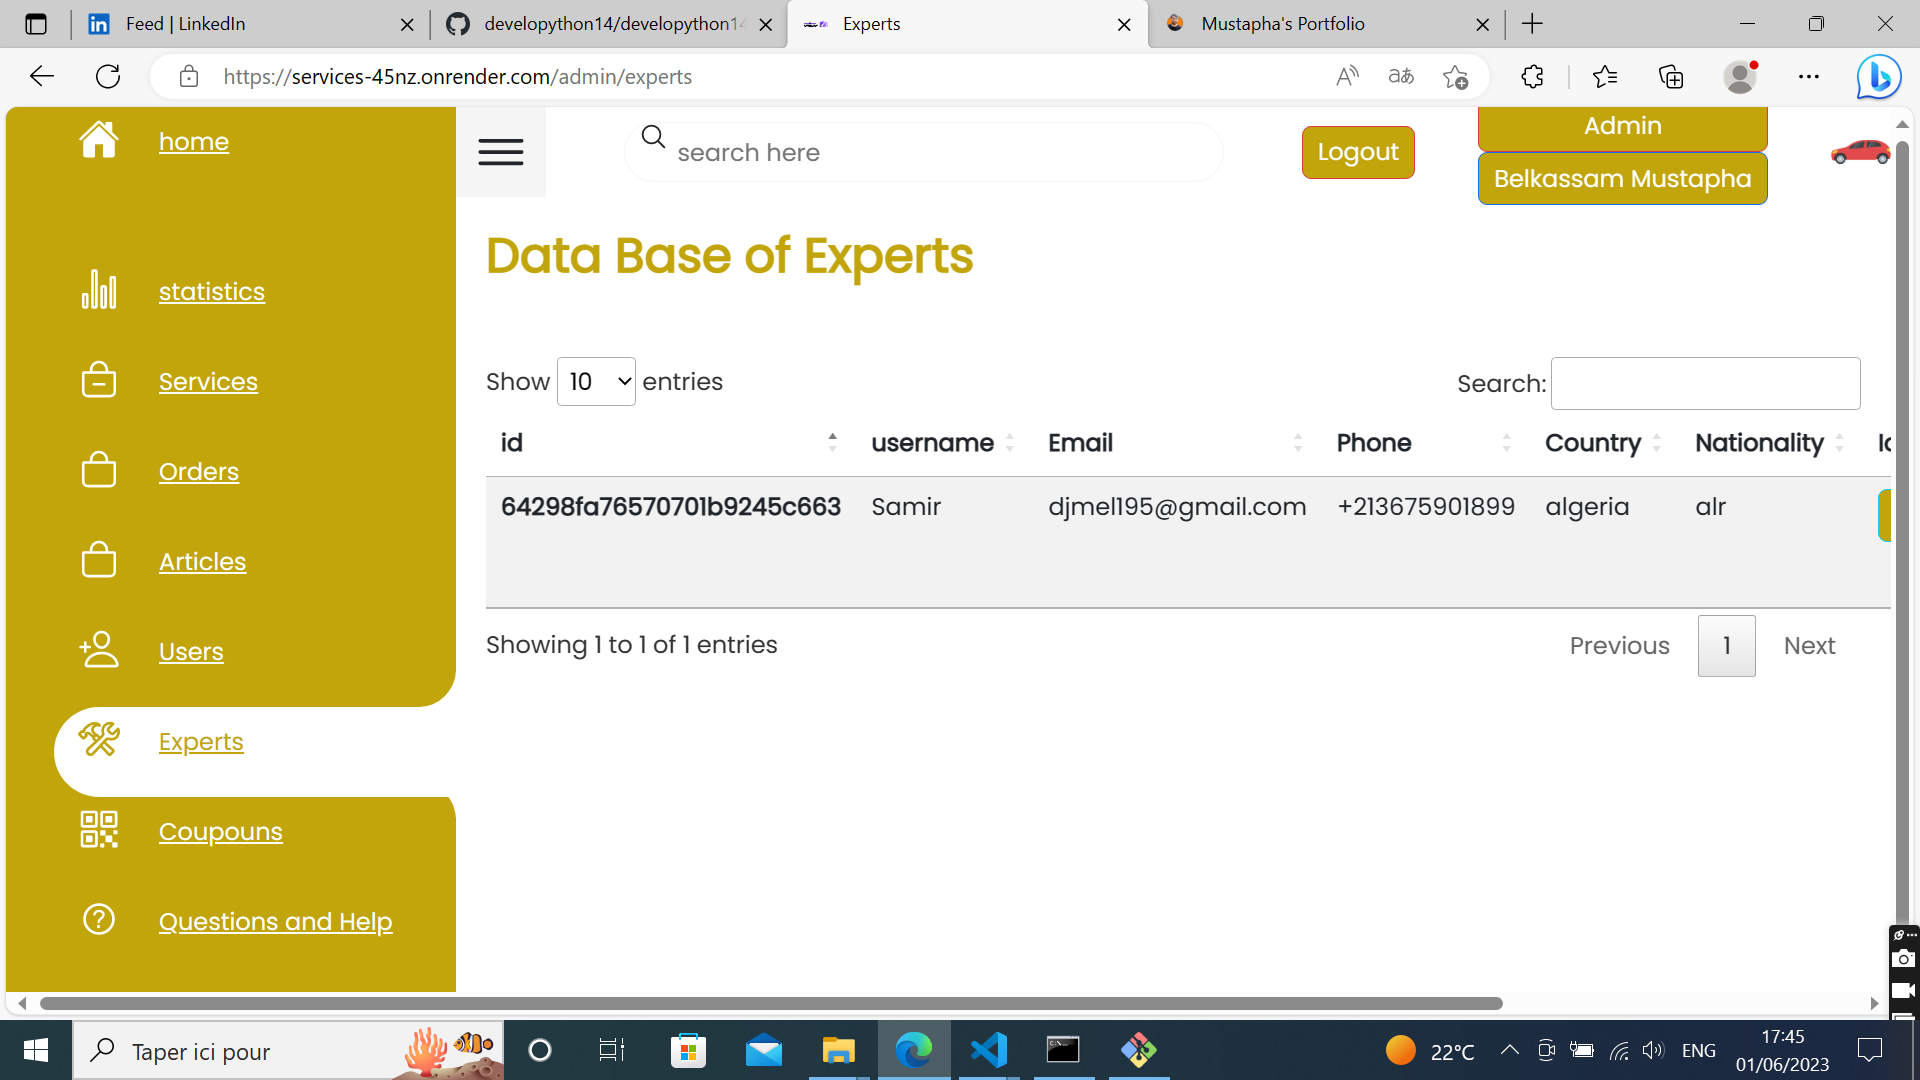 Feed | LinkedIn
developython14/developython14
Experts
Mustapha's Portfolio
https://services-45nz.onrender.com/admin/experts
home
search here
Logout
Admin
Belkassam Mustapha
Data Base of Experts
statistics
Services
Orders
Articles
Users
Experts
Coupouns
Questions and Help
Show 10 entries
Search:
id username Email Phone Country Nationality
64298fa76570701b9245c663 Samir djmel195@gmail.com +213675901899 algeria alr
Showing 1 to 1 of 1 entries
Previous 1 Next
Taper ici pour
22°C
ENG
17:45
01/06/2023